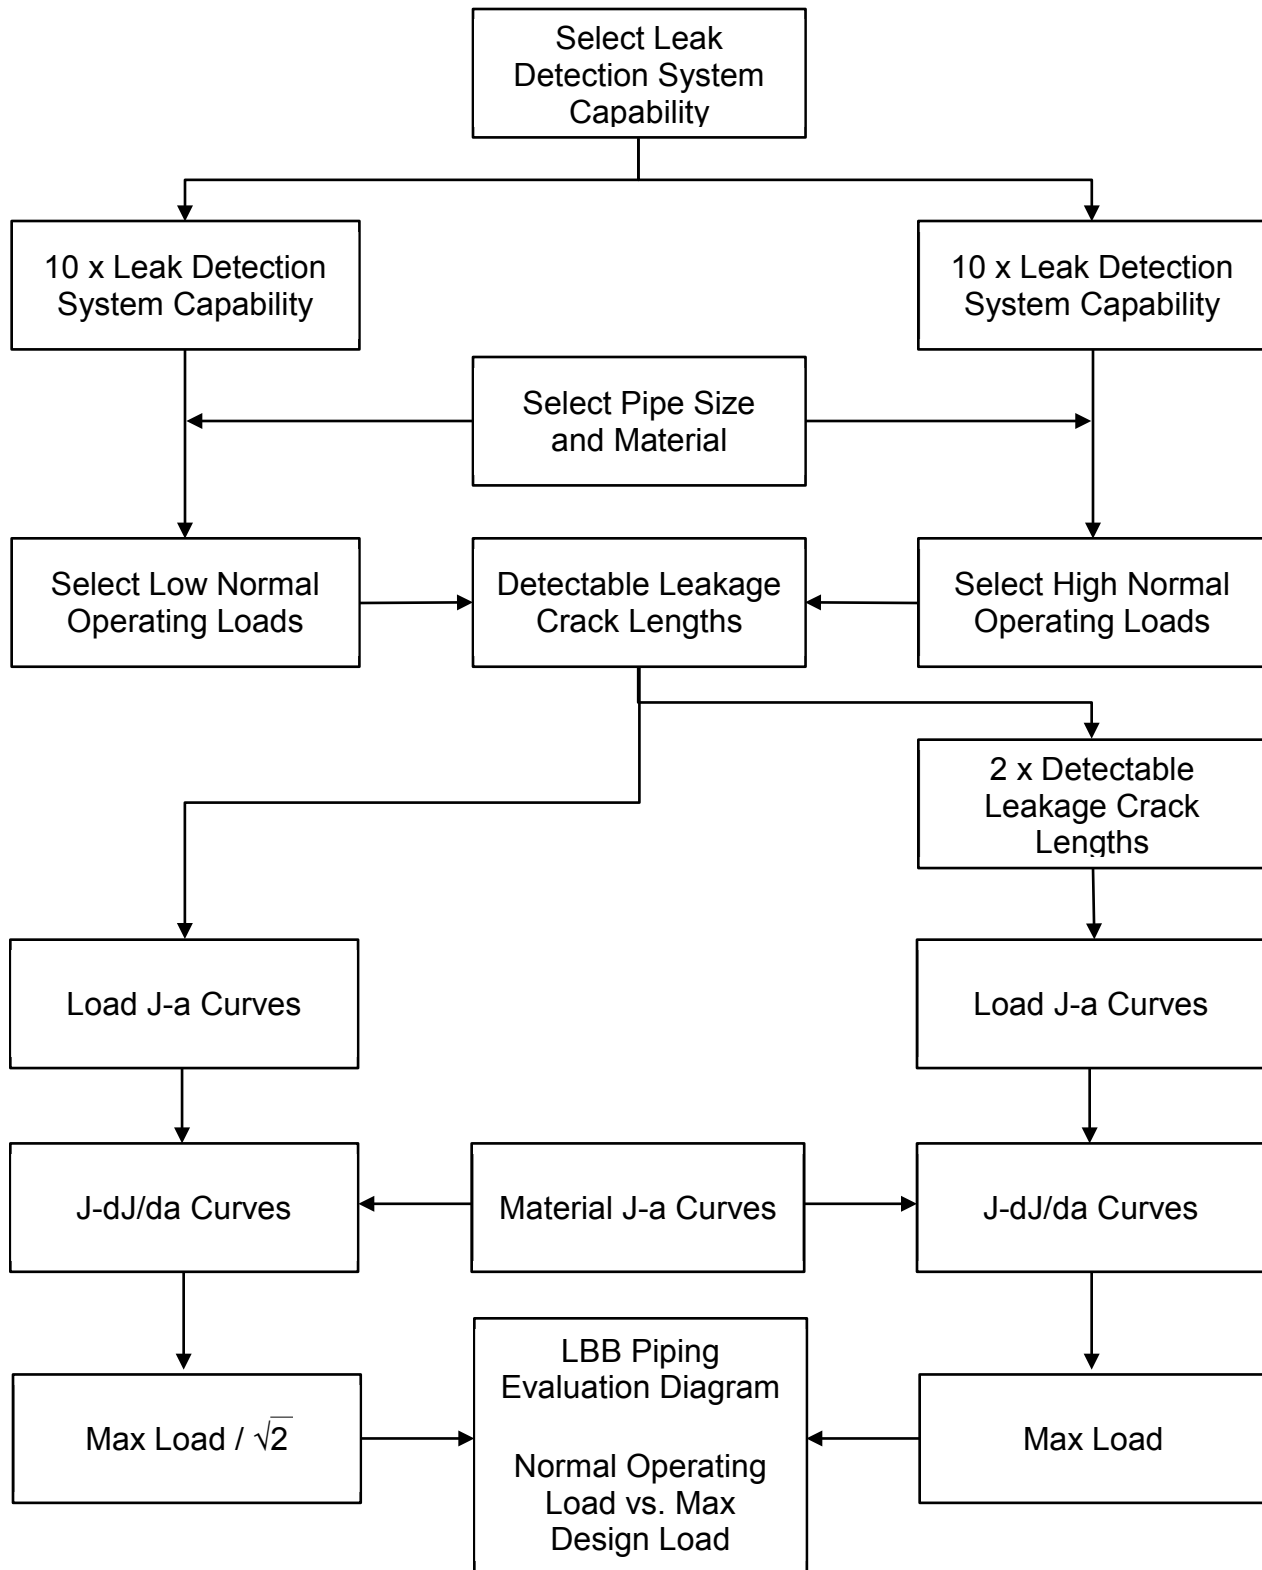 Select Leak
Detection System
Capability
10 x Leak Detection
System Capability
10 x Leak Detection
System Capability
Select Pipe Size
and Material
Select Low Normal
Operating Loads
Detectable Leakage
Crack Lengths
Select High Normal
Operating Loads
2 x Detectable
Leakage Crack
Lengths
Load J-a Curves
Load J-a Curves
J-dJ/da Curves
Material J-a Curves
J-dJ/da Curves
Max Load / √2
LBB Piping
Evaluation Diagram
Normal Operating
Load vs. Max
Design Load
Max Load